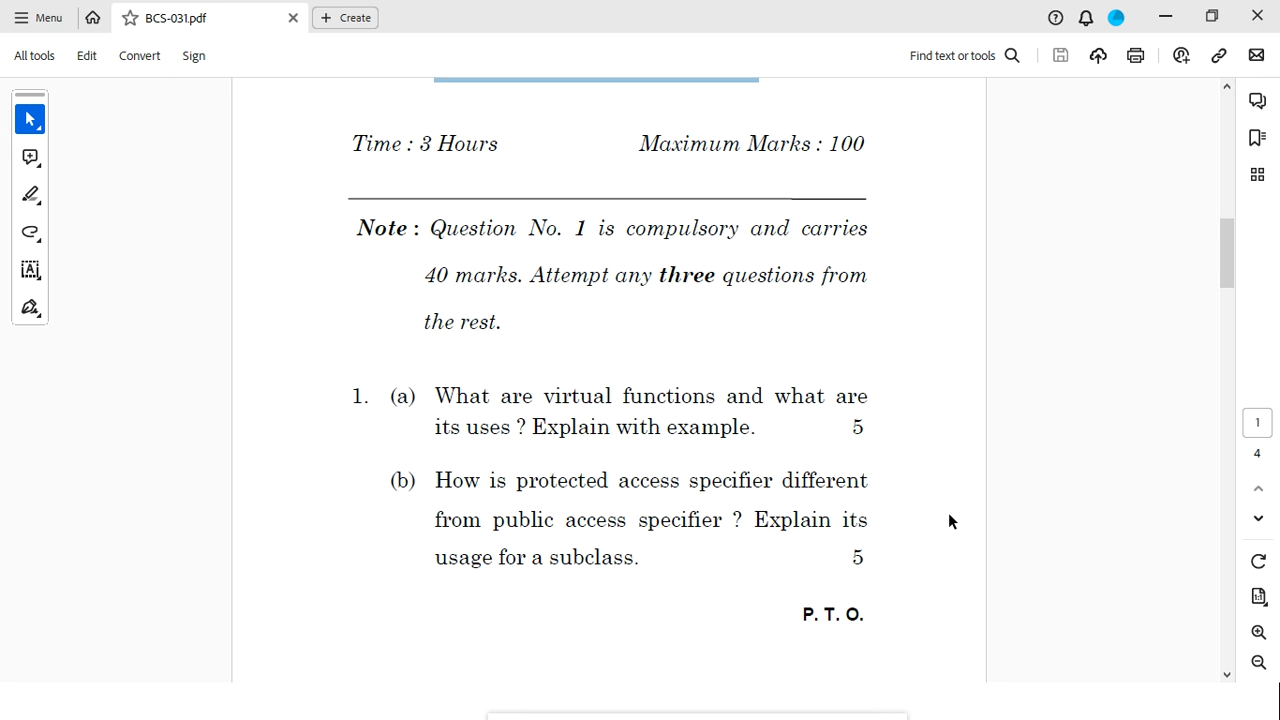 Menu
BCS-031.pdf
Create
All tools
Edit
Convert
Sign
Find text or tools
Time : 3 Hours
Maximum Marks : 100
Note : Question No. 1 is compulsory and carries
40 marks. Attempt any three questions from
the rest.
1. (a) What are virtual functions and what are
its uses ? Explain with example. 5
(b) How is protected access specifier different
from public access specifier ? Explain its
usage for a subclass. 5
P. T. O.
1
4
1:1